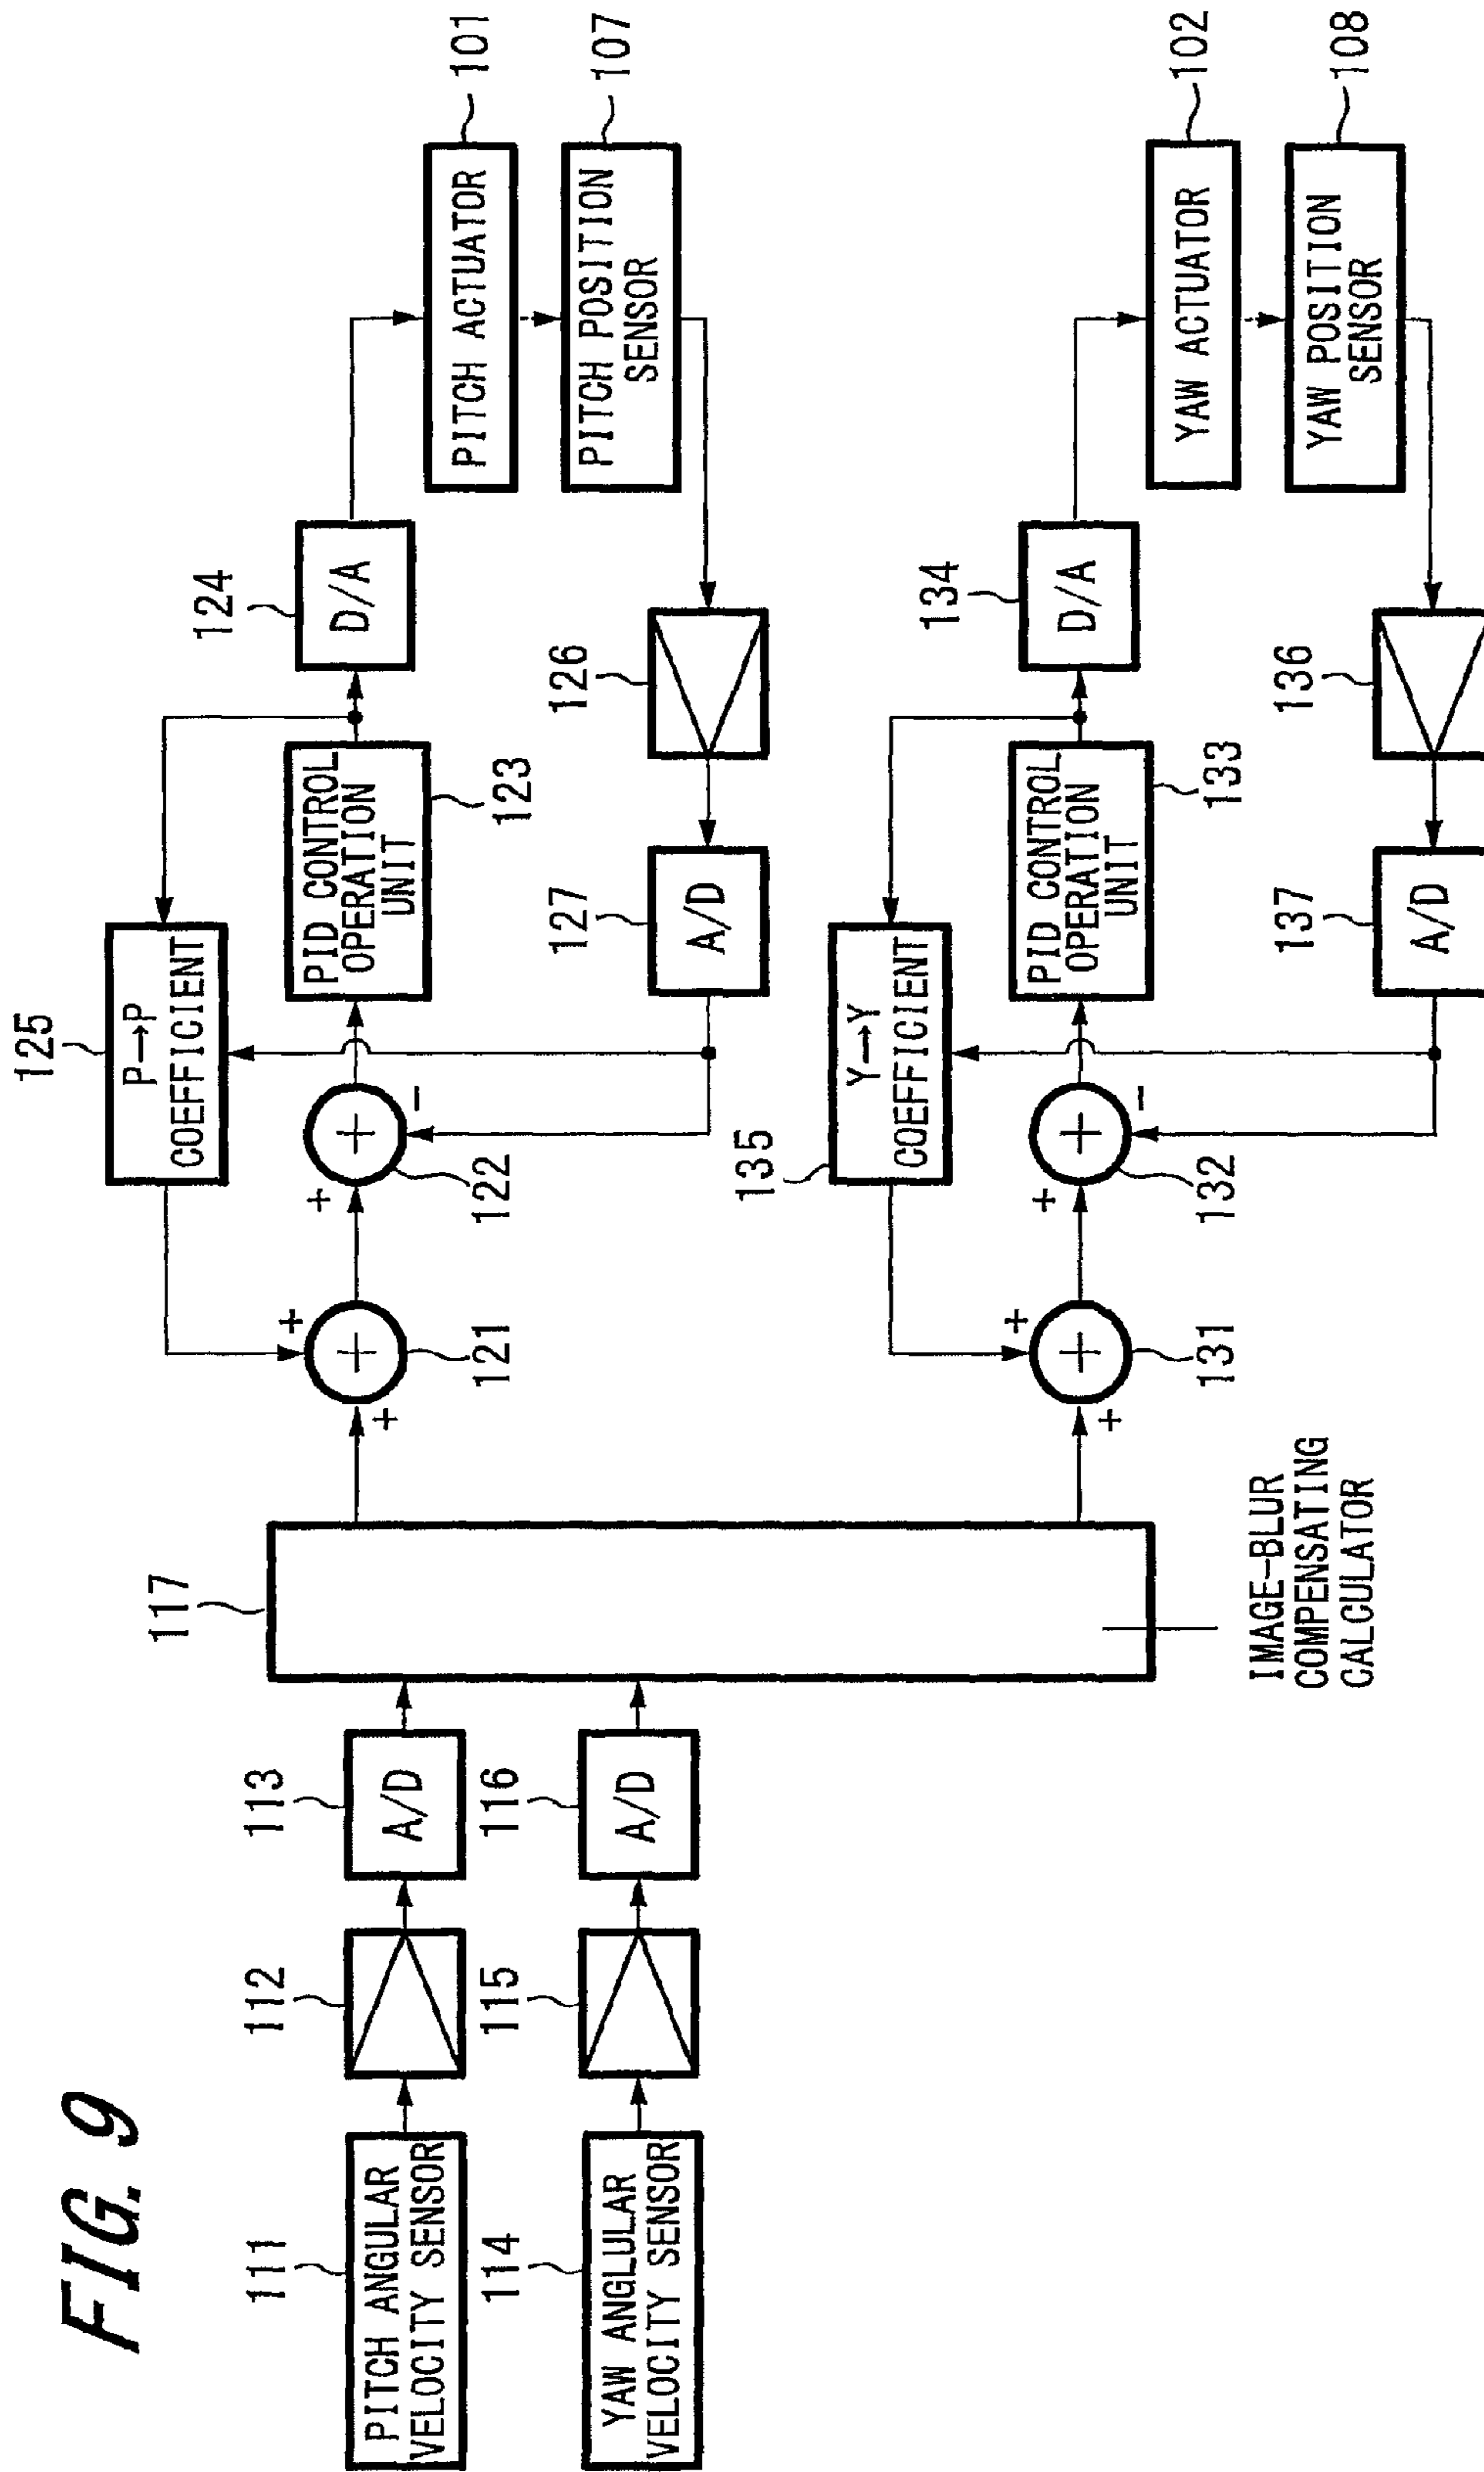 FIG. 9
125
P→P
COEFFICIENT
124
D/A
101
PITCH ACTUATOR
107
PITCH POSITION
SENSOR
117
+
+
+
121
+
+
−
122
PID CONTROL
OPERATION
UNIT
123
126
127
A/D
111
PITCH ANGULAR
VELOCITY SENSOR
112
113
A/D
114
YAW ANGLULAR
VELOCITY SENSOR
115
116
A/D
135
Y→Y
COEFFICIENT
134
D/A
102
YAW ACTUATOR
108
YAW POSITION
SENSOR
+
+
+
131
+
+
−
132
PID CONTROL
OPERATION
UNIT
133
136
137
A/D
IMAGE-BLUR
COMPENSATING
CALCULATOR